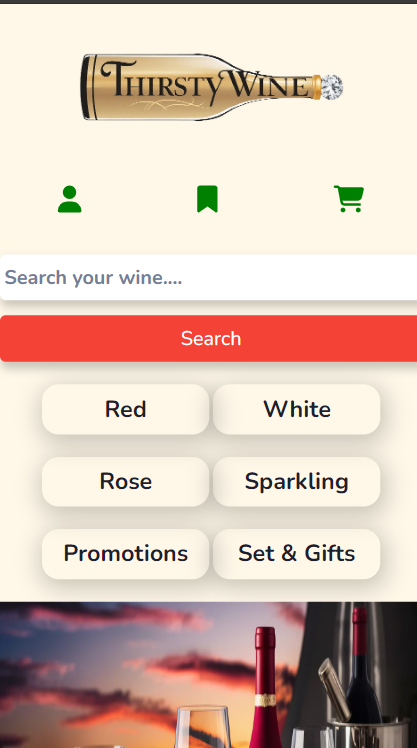 THIRSTYWINE
Search your wine....
Search
Red White
Rose Sparkling
Promotions Set & Gifts